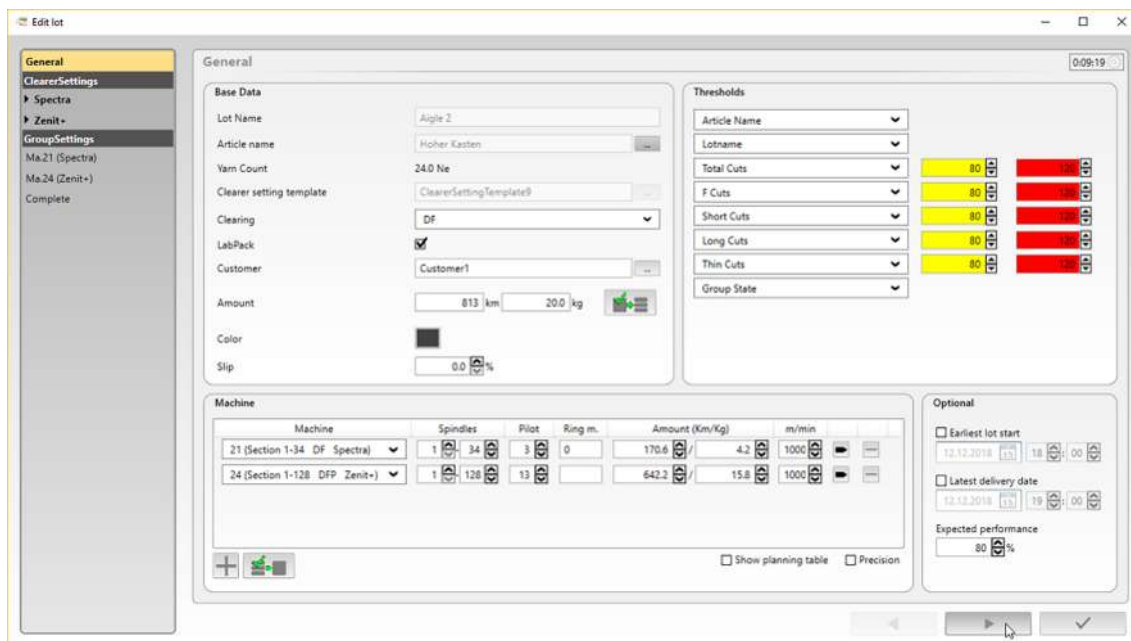 Edit lot
General
ClearerSettings
Spectra
Zenit+
GroupSettings
Ma.21 (Spectra)
Ma.24 (Zenit+)
Complete
General
0:09:19
Base Data
Lot Name Aigle 2
Article name Hoher Kasten ...
Yarn Count 24.0 Ne
Clearer setting template ClearerSettingTemplate9 ...
Clearing DF
LabPack
Customer Customer1 ...
Amount 813 km 20.0 kg
Color
Slip 0.0 %
Thresholds
Article Name
Lotname
Total Cuts 80 120
F Cuts 80 120
Short Cuts 80 120
Long Cuts 80 120
Thin Cuts 80 120
Group State
Machine
Machine Spindles Pilot Ring m. Amount (Km/Kg) m/min
21 (Section 1-34 DF Spectra) 1 - 34 3 0 170.6 / 4.2 1000
24 (Section 1-128 DFP Zenit+) 1 - 128 13 642.2 / 15.8 1000
Show planning table Precision
Optional
Earliest lot start
12.12.2018 15 18 : 00
Latest delivery date
12.12.2018 15 19 : 00
Expected performance
80 %